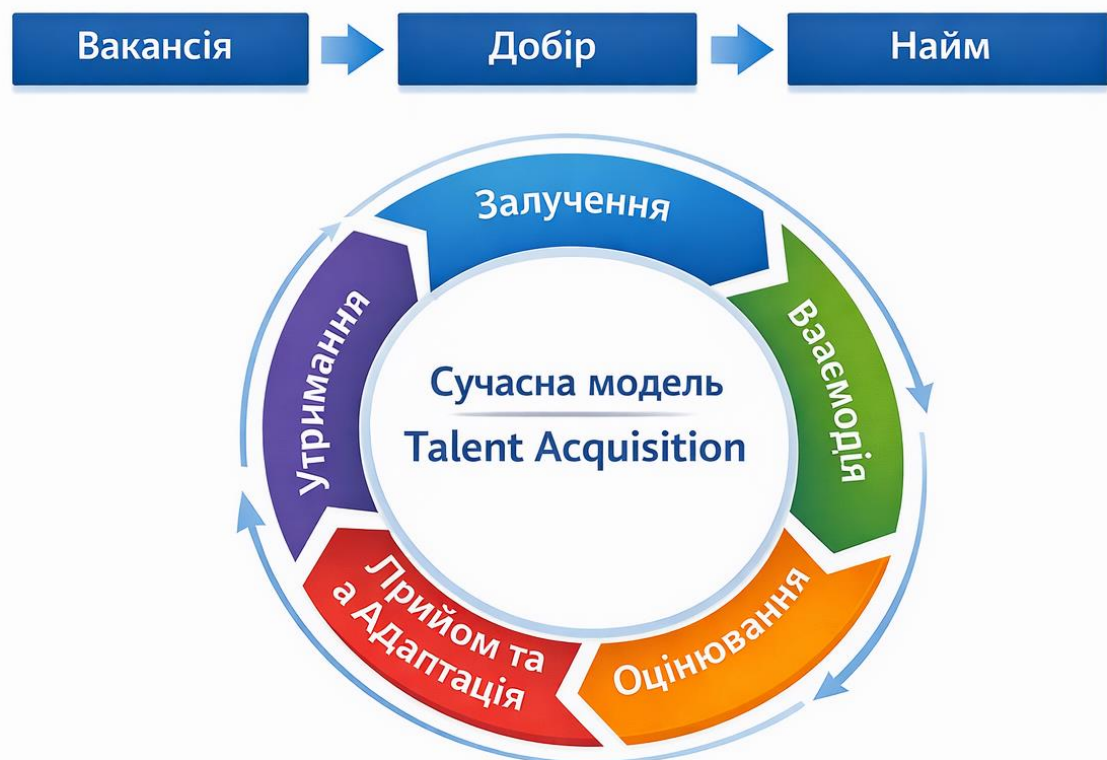 Вакансія
Добір
Найм
Залучення
Взаємодія
Оцінювання
Прийом та
а Адаптація
Утримання
Сучасна модель
Talent Acquisition